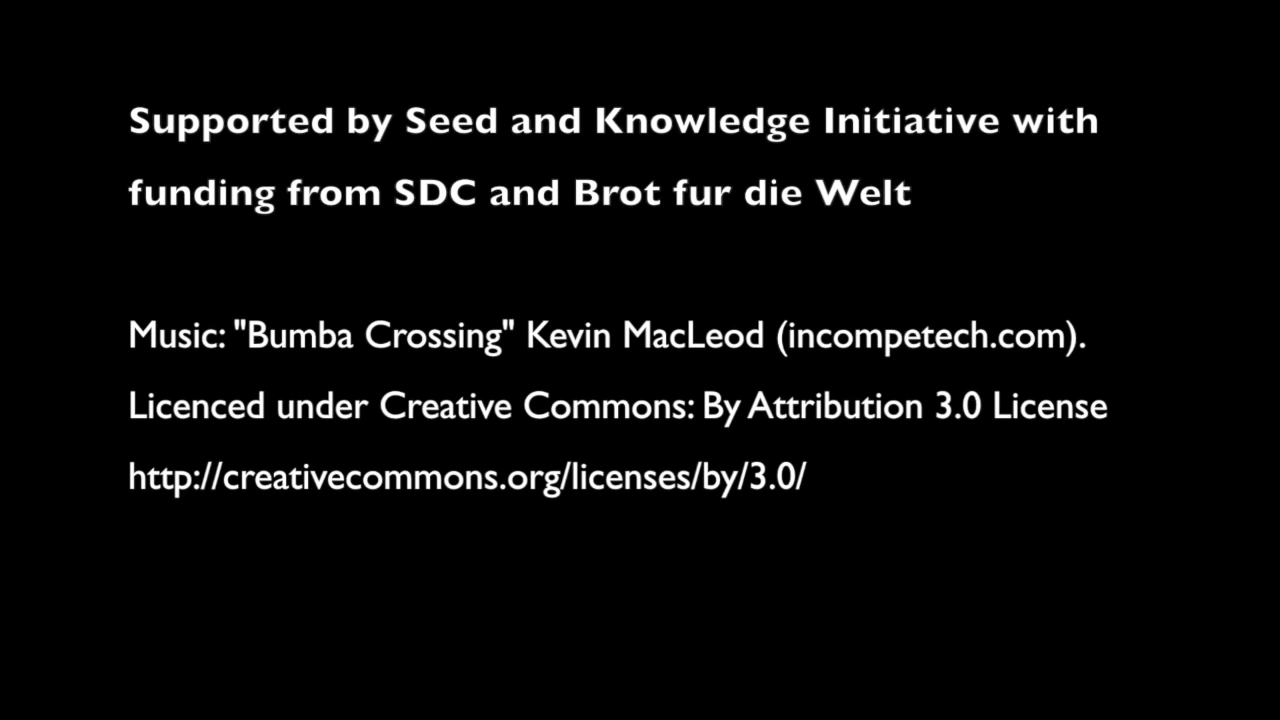 Supported by Seed and Knowledge Initiative with
funding from SDC and Brot fur die Welt
Music: "Bumba Crossing" Kevin MacLeod (incompetech.com).
Licenced under Creative Commons: By Attribution 3.0 License
http://creativecommons.org/licenses/by/3.0/